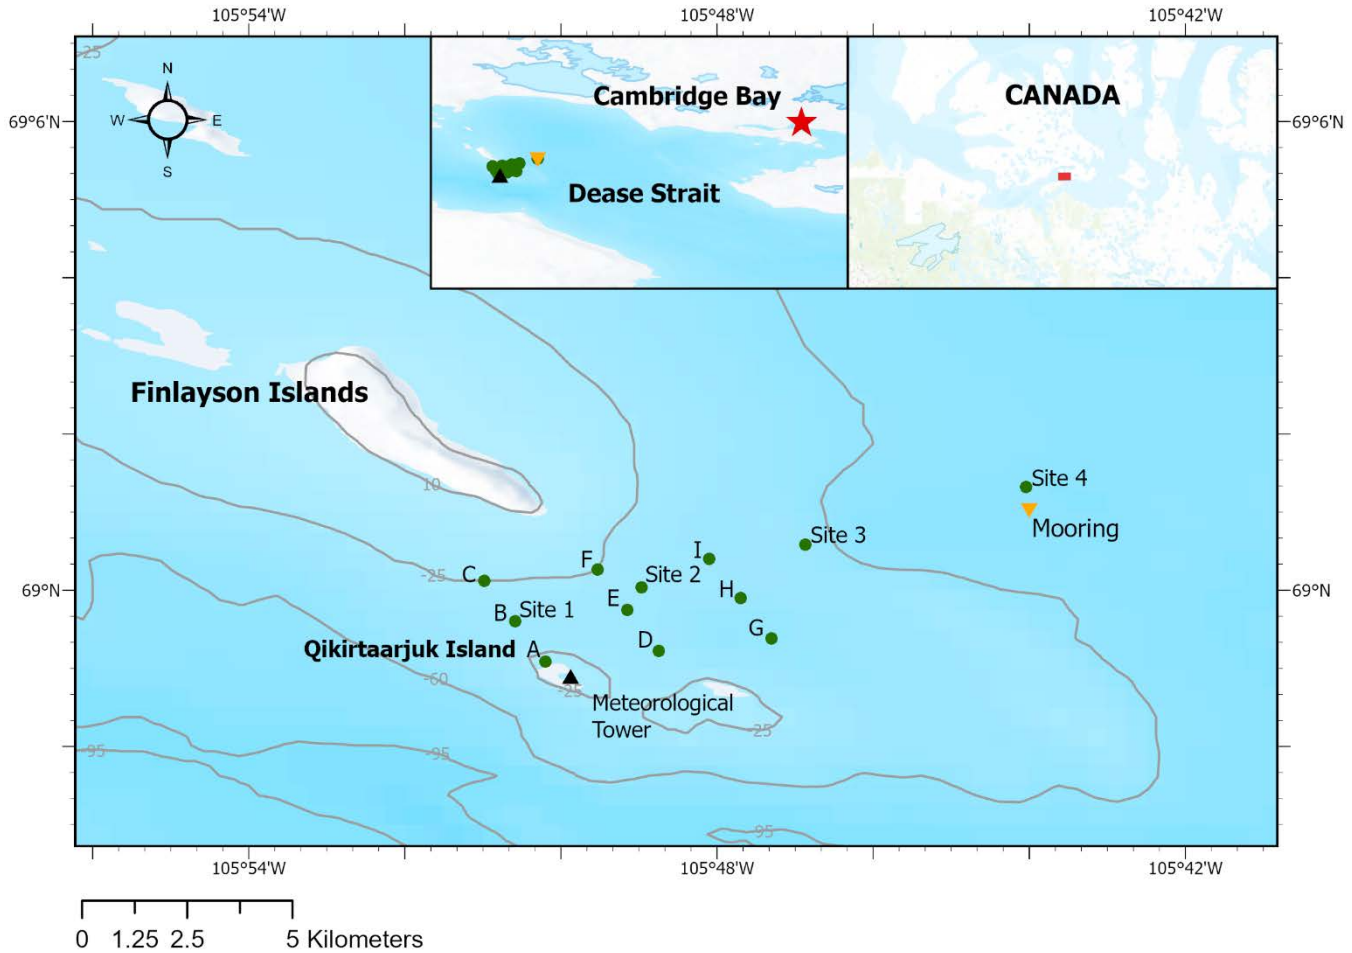 105°54'W 105°48'W 105°42'W
-25
N
W E
S
69°6'N 69°6'N
Cambridge Bay
Dease Strait
CANADA
Finlayson Islands
10
Site 4
Mooring
Site 3
I
F
C
-25
Site 2
H
E
69°N 69°N
B Site 1
G
D
Qikirtaarjuk Island A
-60
-25
Meteorological
Tower
-25
-95
-95
-95
105°54'W 105°48'W 105°42'W
0 1.25 2.5 5 Kilometers